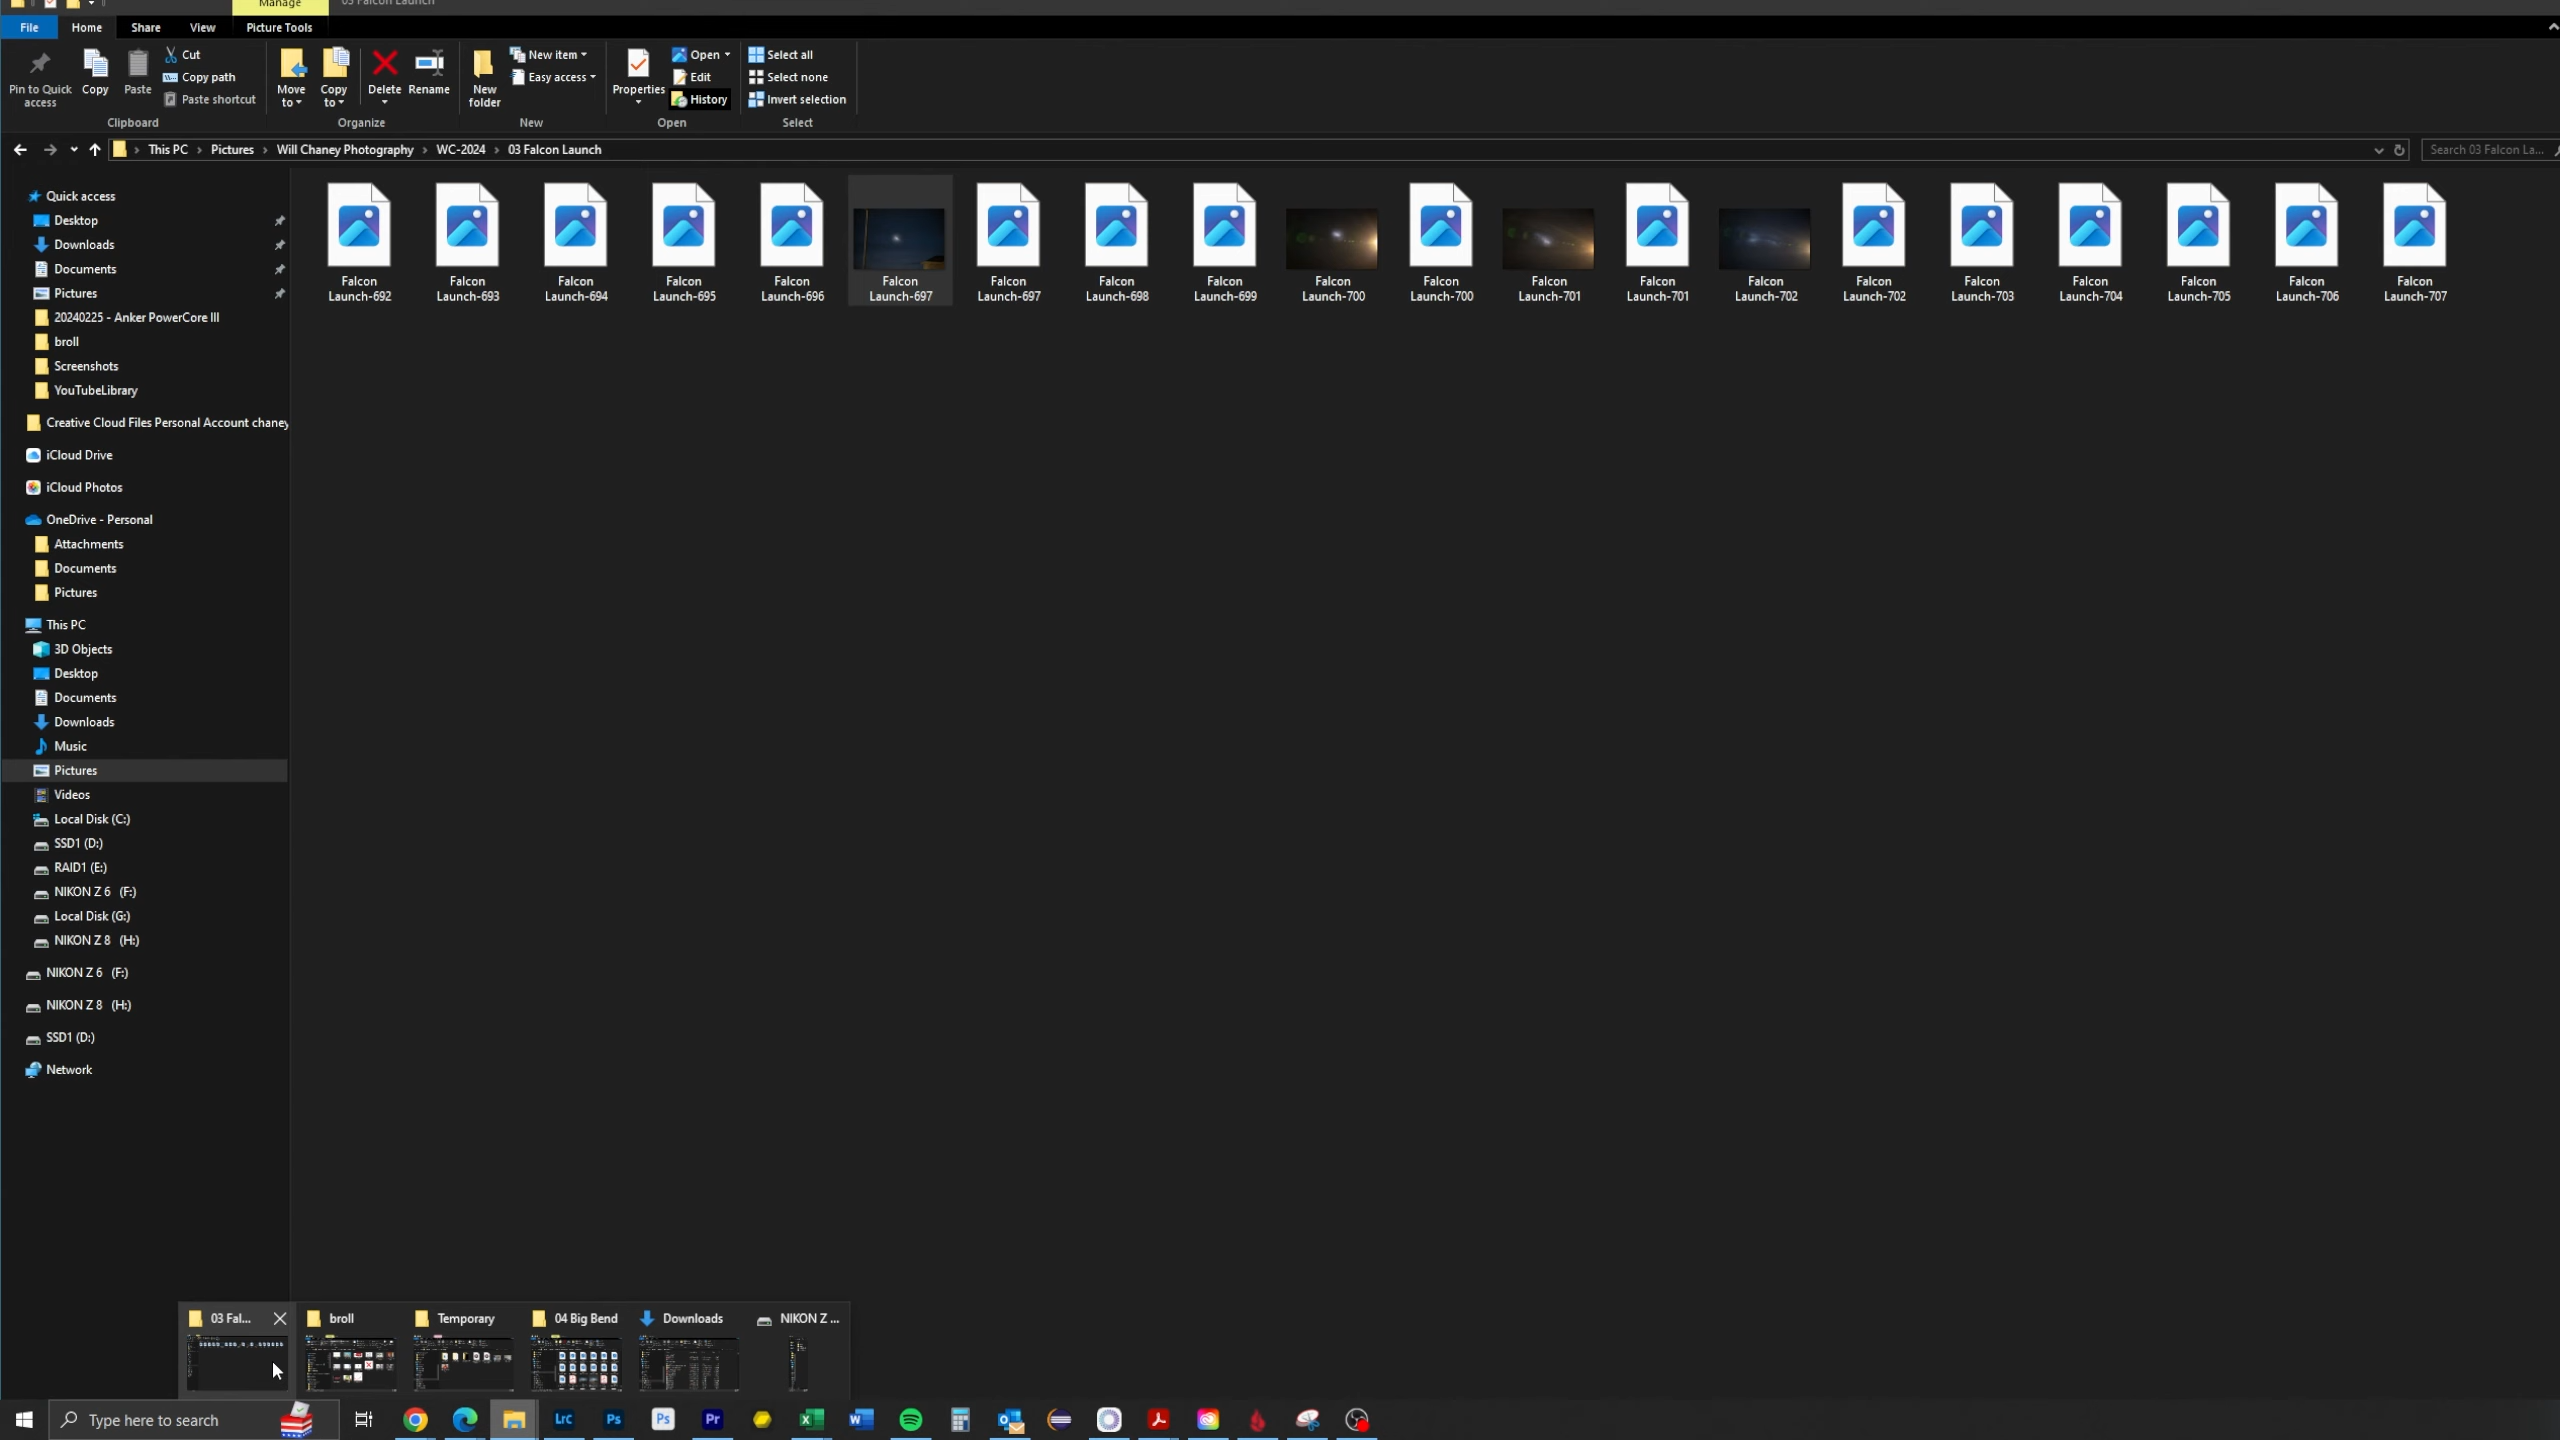 Manage
03 Falcon Launch
File Home Share View Picture Tools
Pin to Quick access
Copy
Paste
Cut
Copy path
Paste shortcut
Clipboard
Move to
Copy to
Delete
Rename
Organize
New folder
New item
Easy access
New
Properties
Open
Edit
History
Open
Select all
Select none
Invert selection
Select
This PC > Pictures > Will Chaney Photography > WC-2024 > 03 Falcon Launch
Search 03 Falcon La...
Quick access
Desktop
Downloads
Documents
Pictures
20240225 - Anker PowerCore III
broll
Screenshots
YouTubeLibrary
Creative Cloud Files Personal Account chaney
iCloud Drive
iCloud Photos
OneDrive - Personal
Attachments
Documents
Pictures
This PC
3D Objects
Desktop
Documents
Downloads
Music
Pictures
Videos
Local Disk (C:)
SSD1 (D:)
RAID1 (E:)
NIKON Z 6 (F:)
Local Disk (G:)
NIKON Z 8 (H:)
NIKON Z 6 (F:)
NIKON Z 8 (H:)
SSD1 (D:)
Network
Falcon Launch-692
Falcon Launch-693
Falcon Launch-694
Falcon Launch-695
Falcon Launch-696
Falcon Launch-697
Falcon Launch-697
Falcon Launch-698
Falcon Launch-699
Falcon Launch-700
Falcon Launch-700
Falcon Launch-701
Falcon Launch-701
Falcon Launch-702
Falcon Launch-702
Falcon Launch-703
Falcon Launch-704
Falcon Launch-705
Falcon Launch-706
Falcon Launch-707
03 Fal...
broll
Temporary
04 Big Bend
Downloads
NIKON Z ...
Type here to search
Lrc
Ps
Ps
Pr